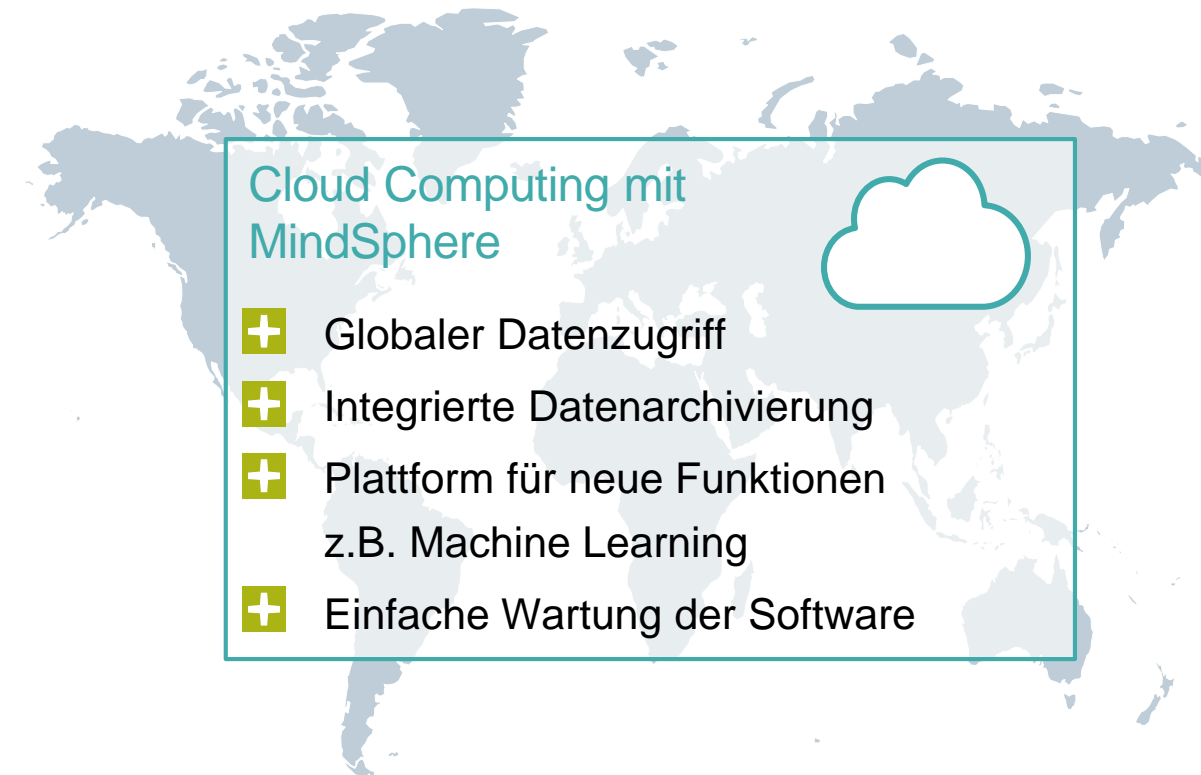 Cloud Computing mit
MindSphere
Globaler Datenzugriff
Integrierte Datenarchivierung
Plattform für neue Funktionen
z.B. Machine Learning
Einfache Wartung der Software